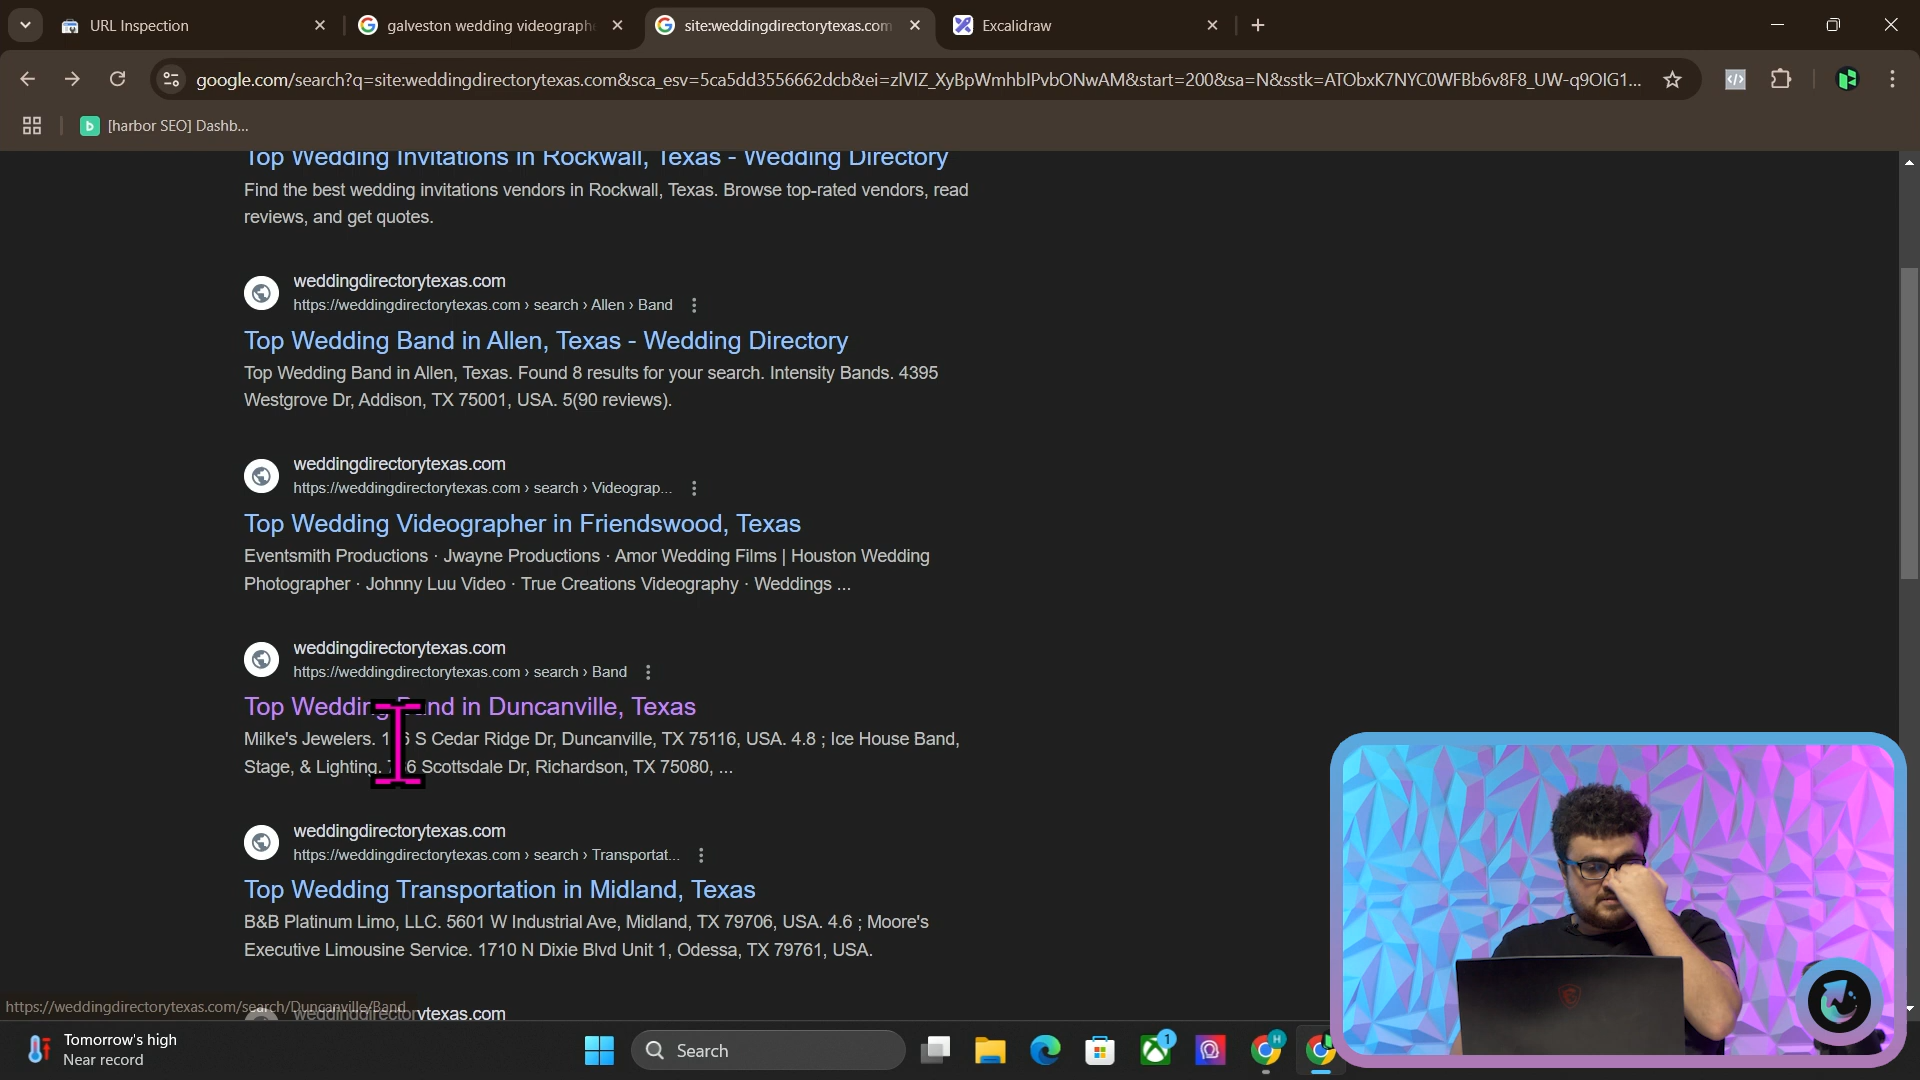 URL Inspection
galveston wedding videograph
site:weddingdirectorytexas.com
Excalidraw
google.com/search?q=site:weddingdirectorytexas.com&sca_esv=5ca5dd3556662dcb&ei=zlVIZ_XyBpWmhbIPvbONwAM&start=200&sa=N&sstk=ATObxK7NYC0WFBb6v8F8_UW-q9OIG1...
[harbor SEO] Dashb...
Top Wedding Invitations in Rockwall, Texas - Wedding Directory
Find the best wedding invitations vendors in Rockwall, Texas. Browse top-rated vendors, read
reviews, and get quotes.
weddingdirectorytexas.com
https://weddingdirectorytexas.com › search › Allen › Band
Top Wedding Band in Allen, Texas - Wedding Directory
Top Wedding Band in Allen, Texas. Found 8 results for your search. Intensity Bands. 4395
Westgrove Dr, Addison, TX 75001, USA. 5(90 reviews).
weddingdirectorytexas.com
https://weddingdirectorytexas.com › search › Videograp...
Top Wedding Videographer in Friendswood, Texas
Eventsmith Productions · Jwayne Productions · Amor Wedding Films | Houston Wedding
Photographer · Johnny Luu Video · True Creations Videography · Weddings ...
weddingdirectorytexas.com
https://weddingdirectorytexas.com › search › Band
Top Wedding Band in Duncanville, Texas
Milke's Jewelers. S Cedar Ridge Dr, Duncanville, TX 75116, USA. 4.8 ; Ice House Band,
Stage, & Lighting. Scottsdale Dr, Richardson, TX 75080, ...
weddingdirectorytexas.com
https://weddingdirectorytexas.com › search › Transportat...
Top Wedding Transportation in Midland, Texas
B&B Platinum Limo, LLC. 5601 W Industrial Ave, Midland, TX 79706, USA. 4.6 ; Moore's
Executive Limousine Service. 1710 N Dixie Blvd Unit 1, Odessa, TX 79761, USA.
weddingdirectorytexas.com
https://weddingdirectorytexas.com/search/Duncanville/Band
Tomorrow's high
Near record
Search
1
H